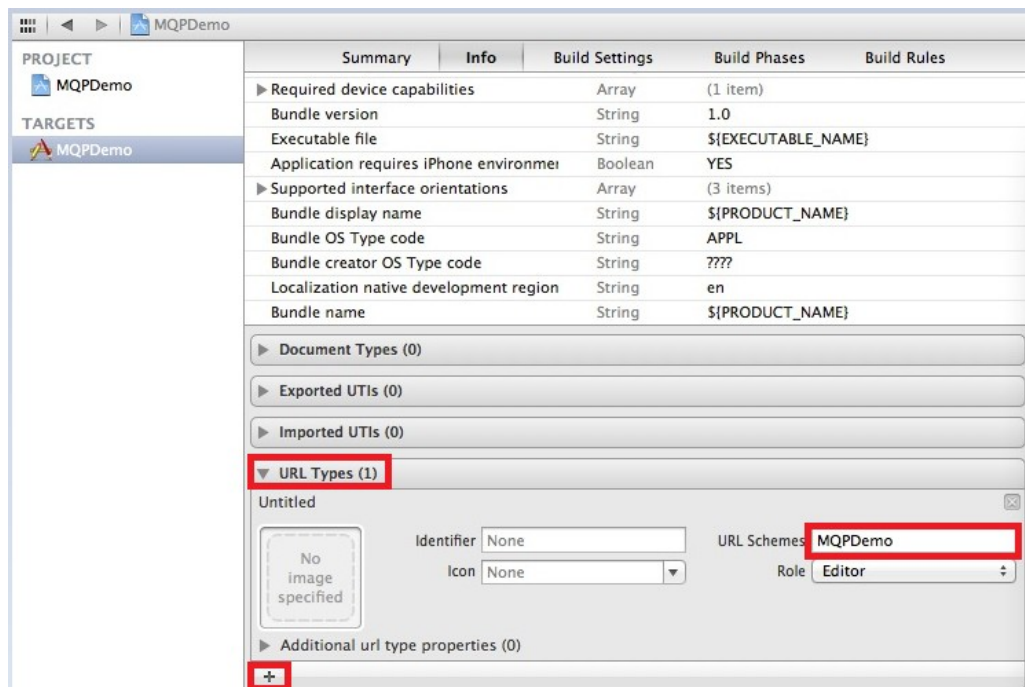 MQPDemo
PROJECT
MQPDemo
TARGETS
MQPDemo
Summary Info Build Settings Build Phases Build Rules
Required device capabilities Array (1 item)
Bundle version String 1.0
Executable file String ${EXECUTABLE_NAME}
Application requires iPhone environmer Boolean YES
Supported interface orientations Array (3 items)
Bundle display name String ${PRODUCT_NAME}
Bundle OS Type code String APPL
Bundle creator OS Type code String ????
Localization native development region String en
Bundle name String ${PRODUCT_NAME}
Document Types (0)
Exported UTIs (0)
Imported UTIs (0)
URL Types (1)
Untitled
No
image
specified
Identifier None URL Schemes MQPDemo
Icon None Role Editor
Additional url type properties (0)
+